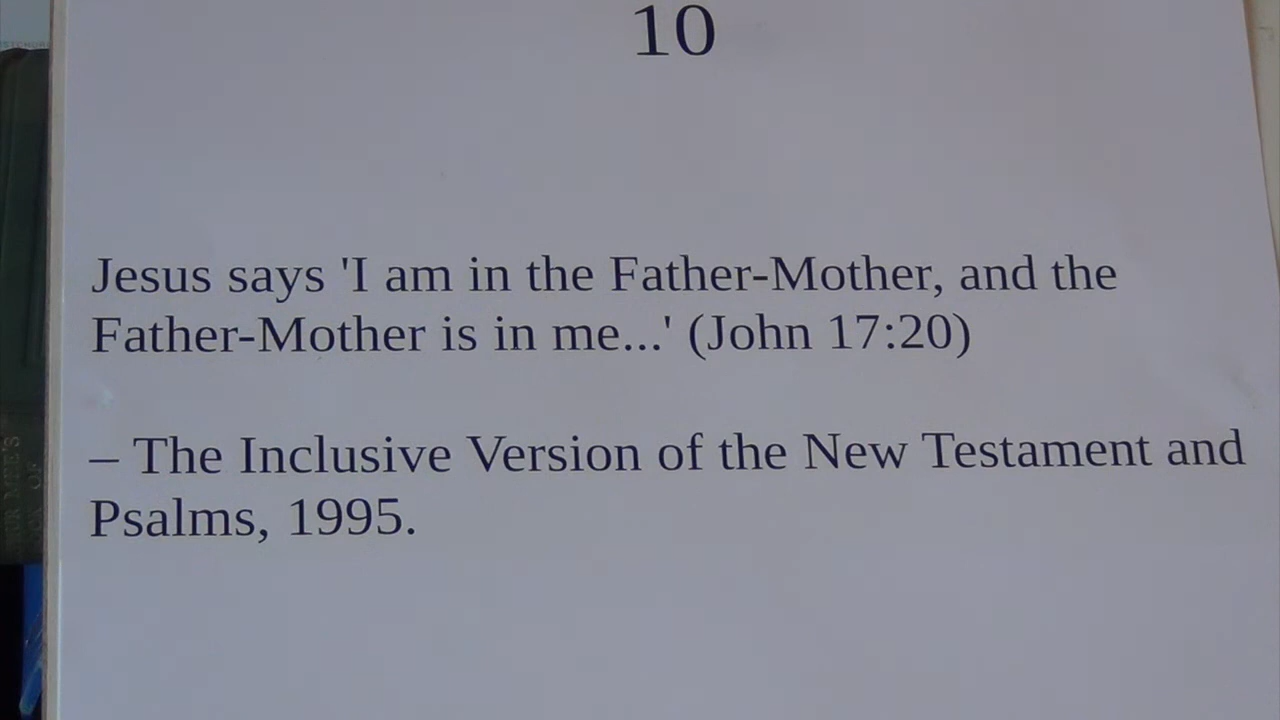 10
Jesus says 'I am in the Father-Mother, and the
Father-Mother is in me...' (John 17:20)
– The Inclusive Version of the New Testament and
Psalms, 1995.